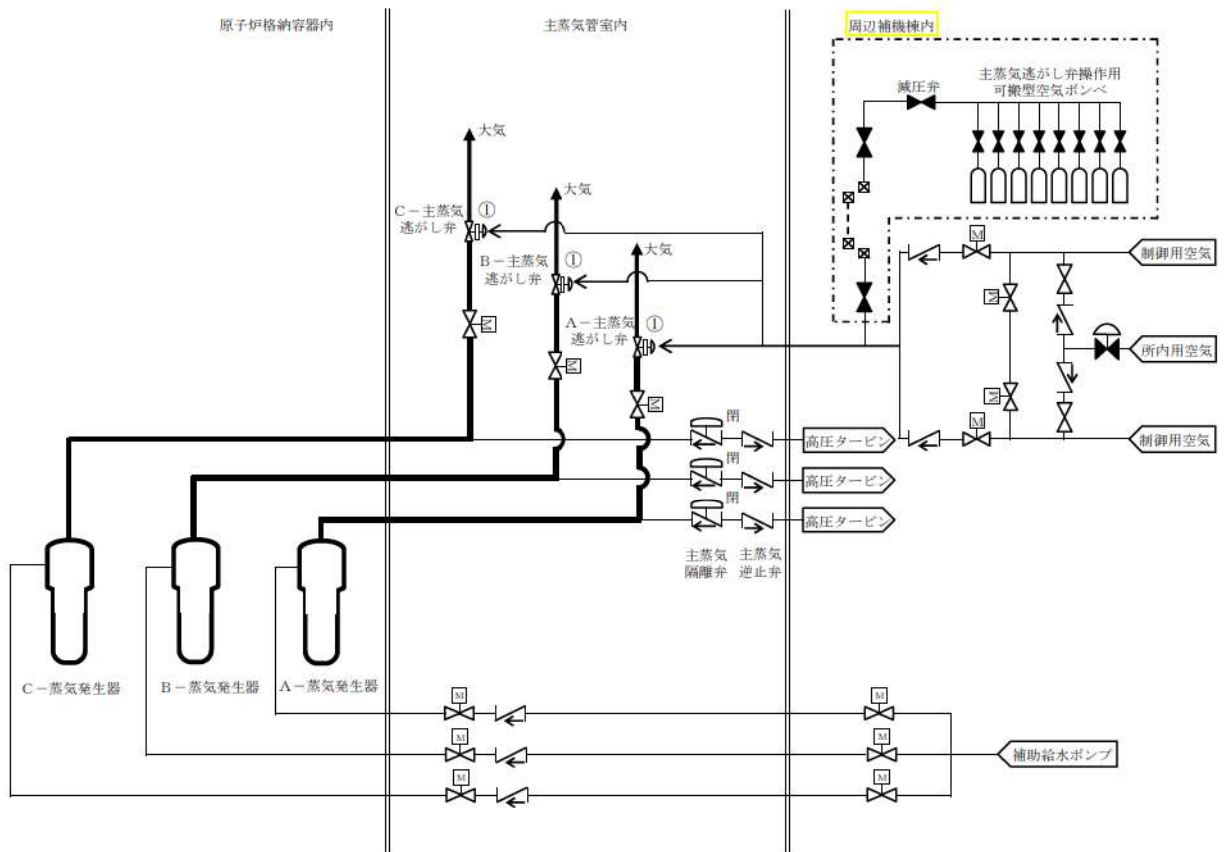 原子炉格納容器内
主蒸気管室内
周辺補機棟内
主蒸気逃がし弁操作用
可搬型空気ボンベ
減圧弁
大気
大気
大気
C－主蒸気
逃がし弁
①
B－主蒸気
逃がし弁
①
A－主蒸気
逃がし弁
①
M
M
M
M
M
M
M
制御用空気
所内用空気
制御用空気
閉
閉
閉
高圧タービン
高圧タービン
高圧タービン
主蒸気
隔離弁
主蒸気
逆止弁
C－蒸気発生器
B－蒸気発生器
A－蒸気発生器
M
M
M
M
M
M
補助給水ポンプ